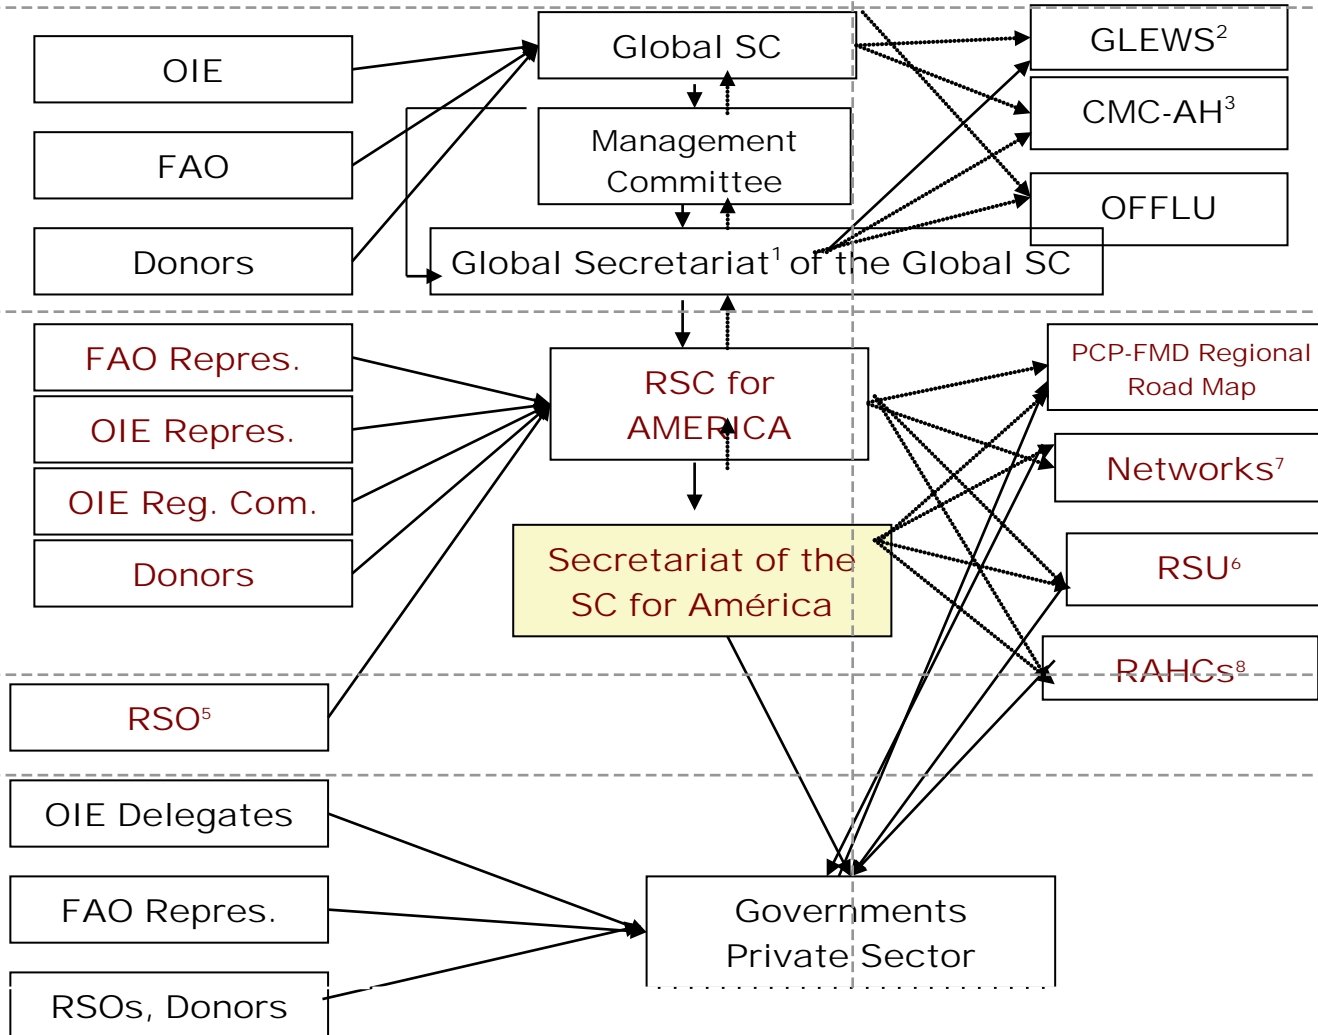 OIE
FAO
Donors
Global SC
Management
Committee
Global Secretariat¹ of the Global SC
GLEWS²
CMC-AH³
OFFLU
FAO Repres.
OIE Repres.
OIE Reg. Com.
Donors
RSC for
AMERICA
Secretariat of the
SC for América
PCP-FMD Regional
Road Map
Networks⁷
RSU⁶
RAHCs⁸
RSO⁵
OIE Delegates
FAO Repres.
RSOs, Donors
Governments
Private Sector